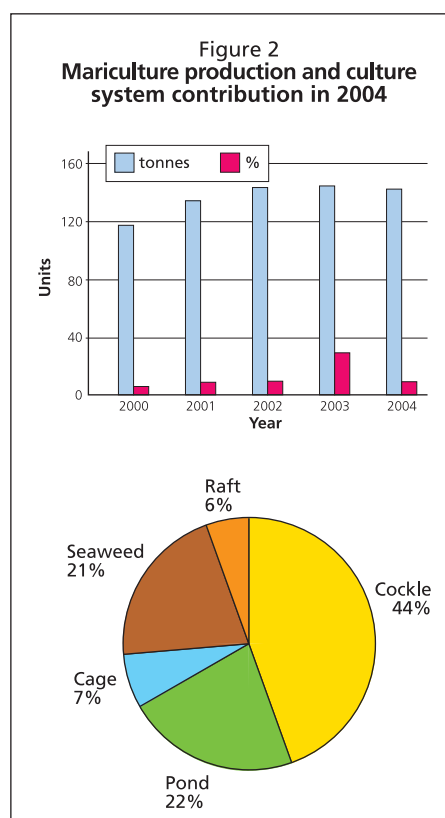 Figure 2
Mariculture production and culture
system contribution in 2004
tonnes %
160
120
80
40
0
Units
2000 2001 2002 2003 2004
Year
Raft
6%
Seaweed
21%
Cockle
44%
Cage
7%
Pond
22%